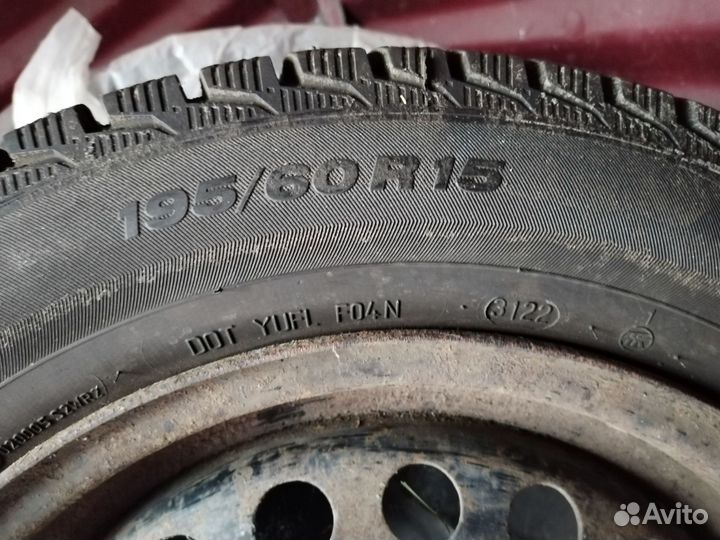 195/60 R15
DOT YUFL F04N 3122
Avito